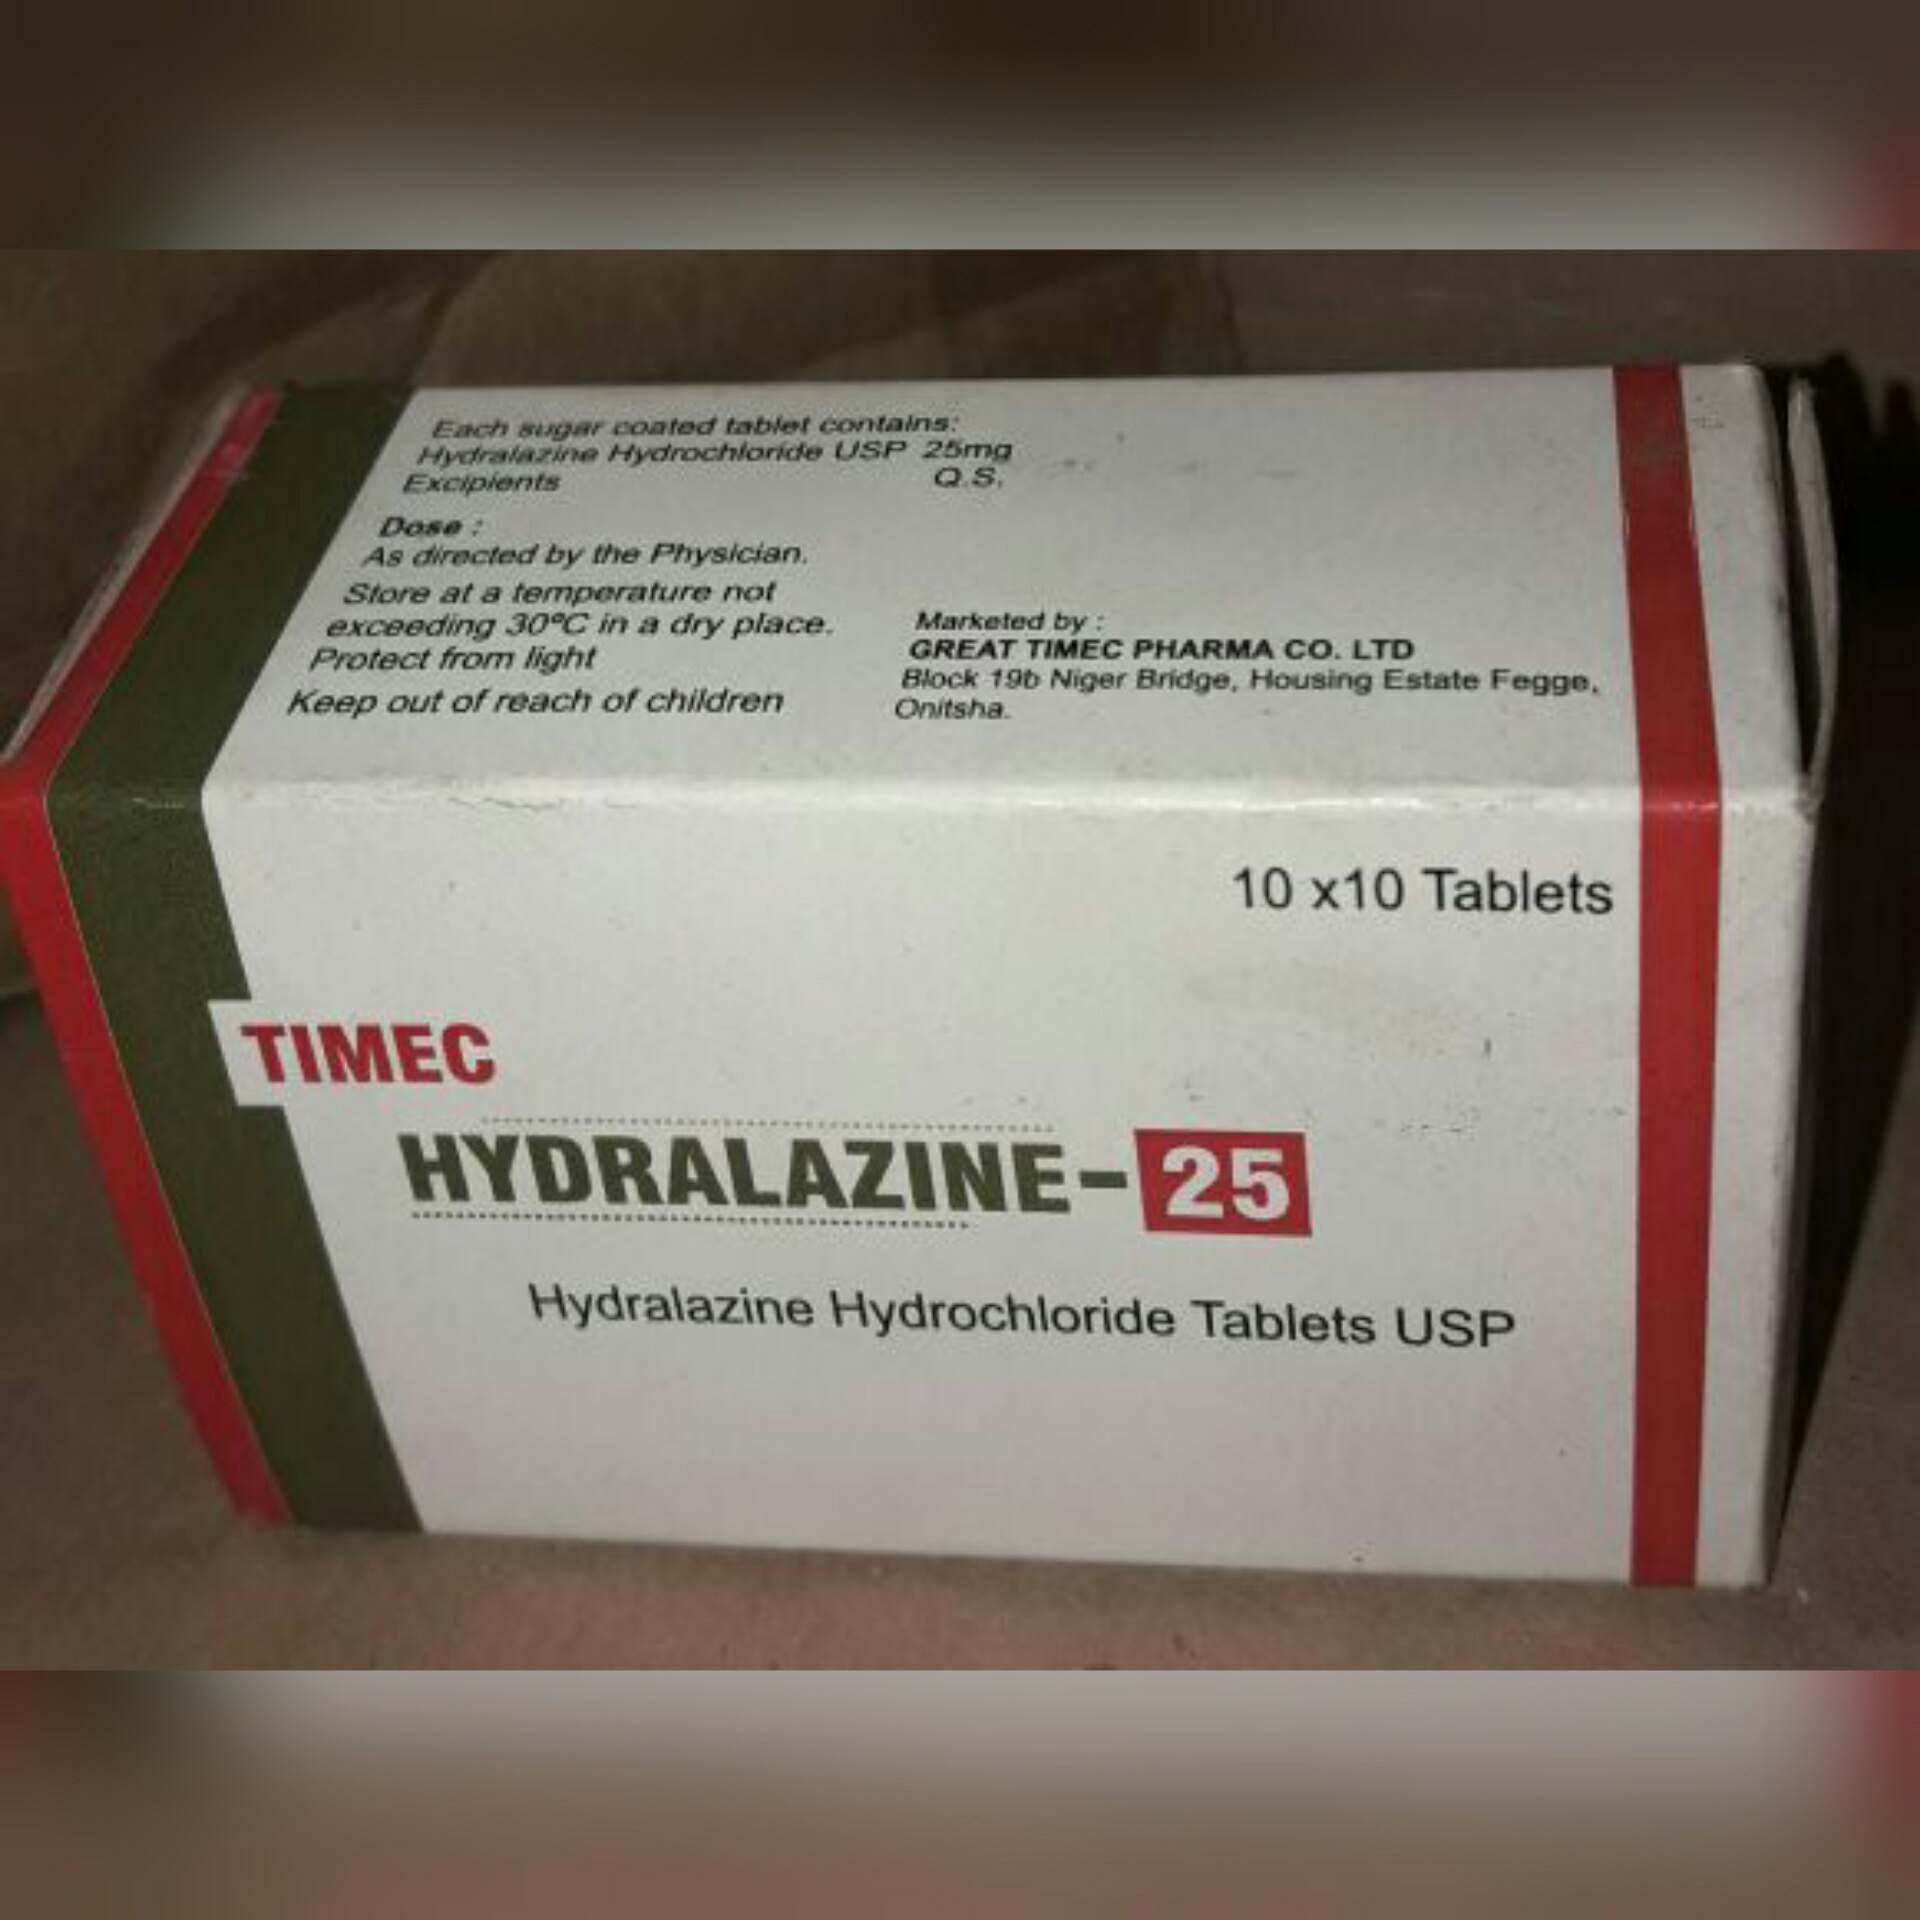 Each sugar coated tablet contains:
Hydralazine Hydrochloride USP 25mg
Excipients Q.S.
Dose :
As directed by the Physician.
Store at a temperature not
exceeding 30°C in a dry place.
Protect from light
Keep out of reach of children
Marketed by :
GREAT TIMEC PHARMA CO. LTD
Block 19b Niger Bridge, Housing Estate Fegge,
Onitsha.
10 x10 Tablets
TIMEC
HYDRALAZINE-25
Hydralazine Hydrochloride Tablets USP